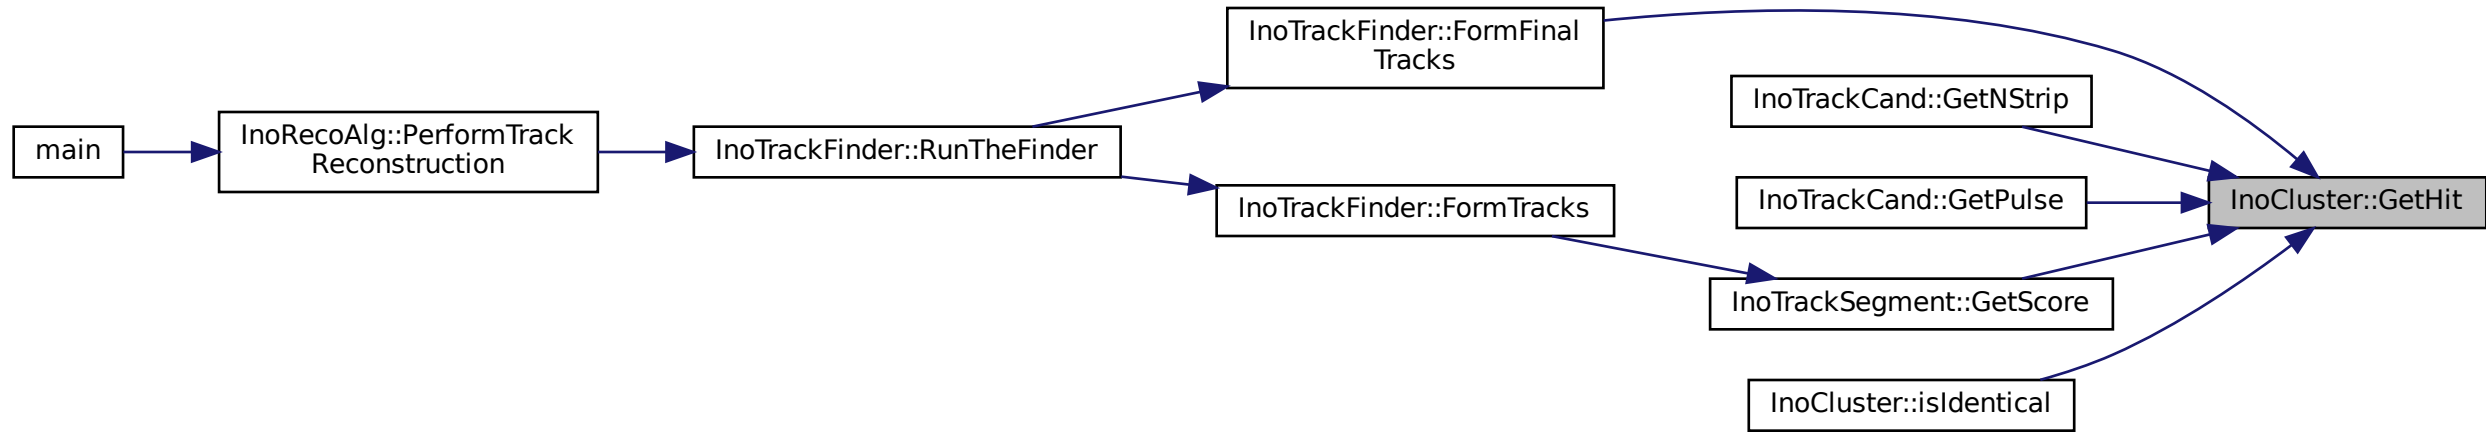 main
InoRecoAlg::PerformTrack
Reconstruction
InoTrackFinder::RunTheFinder
InoTrackFinder::FormFinal
Tracks
InoTrackFinder::FormTracks
InoTrackCand::GetNStrip
InoTrackCand::GetPulse
InoTrackSegment::GetScore
InoCluster::isIdentical
InoCluster::GetHit